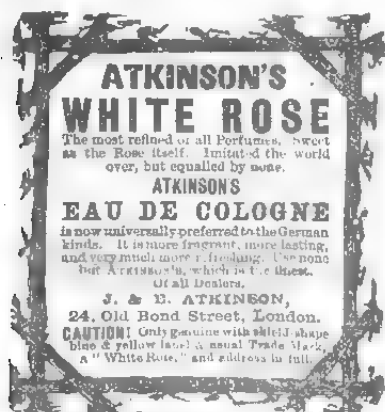 ATKINSON'S
WHITE ROSE
The most refined of all Perfumes. Sweet
as the Rose itself. Imitated the world
over, but equalled by none.
ATKINSONS
EAU DE COLOGNE
is now universally preferred to the German
kinds. It is more fragrant, more lasting,
and very much more refreshing. Use none
but ATKINSON'S, which is the finest.
Of all Dealers.
J. & E. ATKINSON,
24, Old Bond Street, London.
CAUTION! Only genuine with shield-shape
blue & yellow label & usual Trade Mark,
a "White Rose," and address in full.